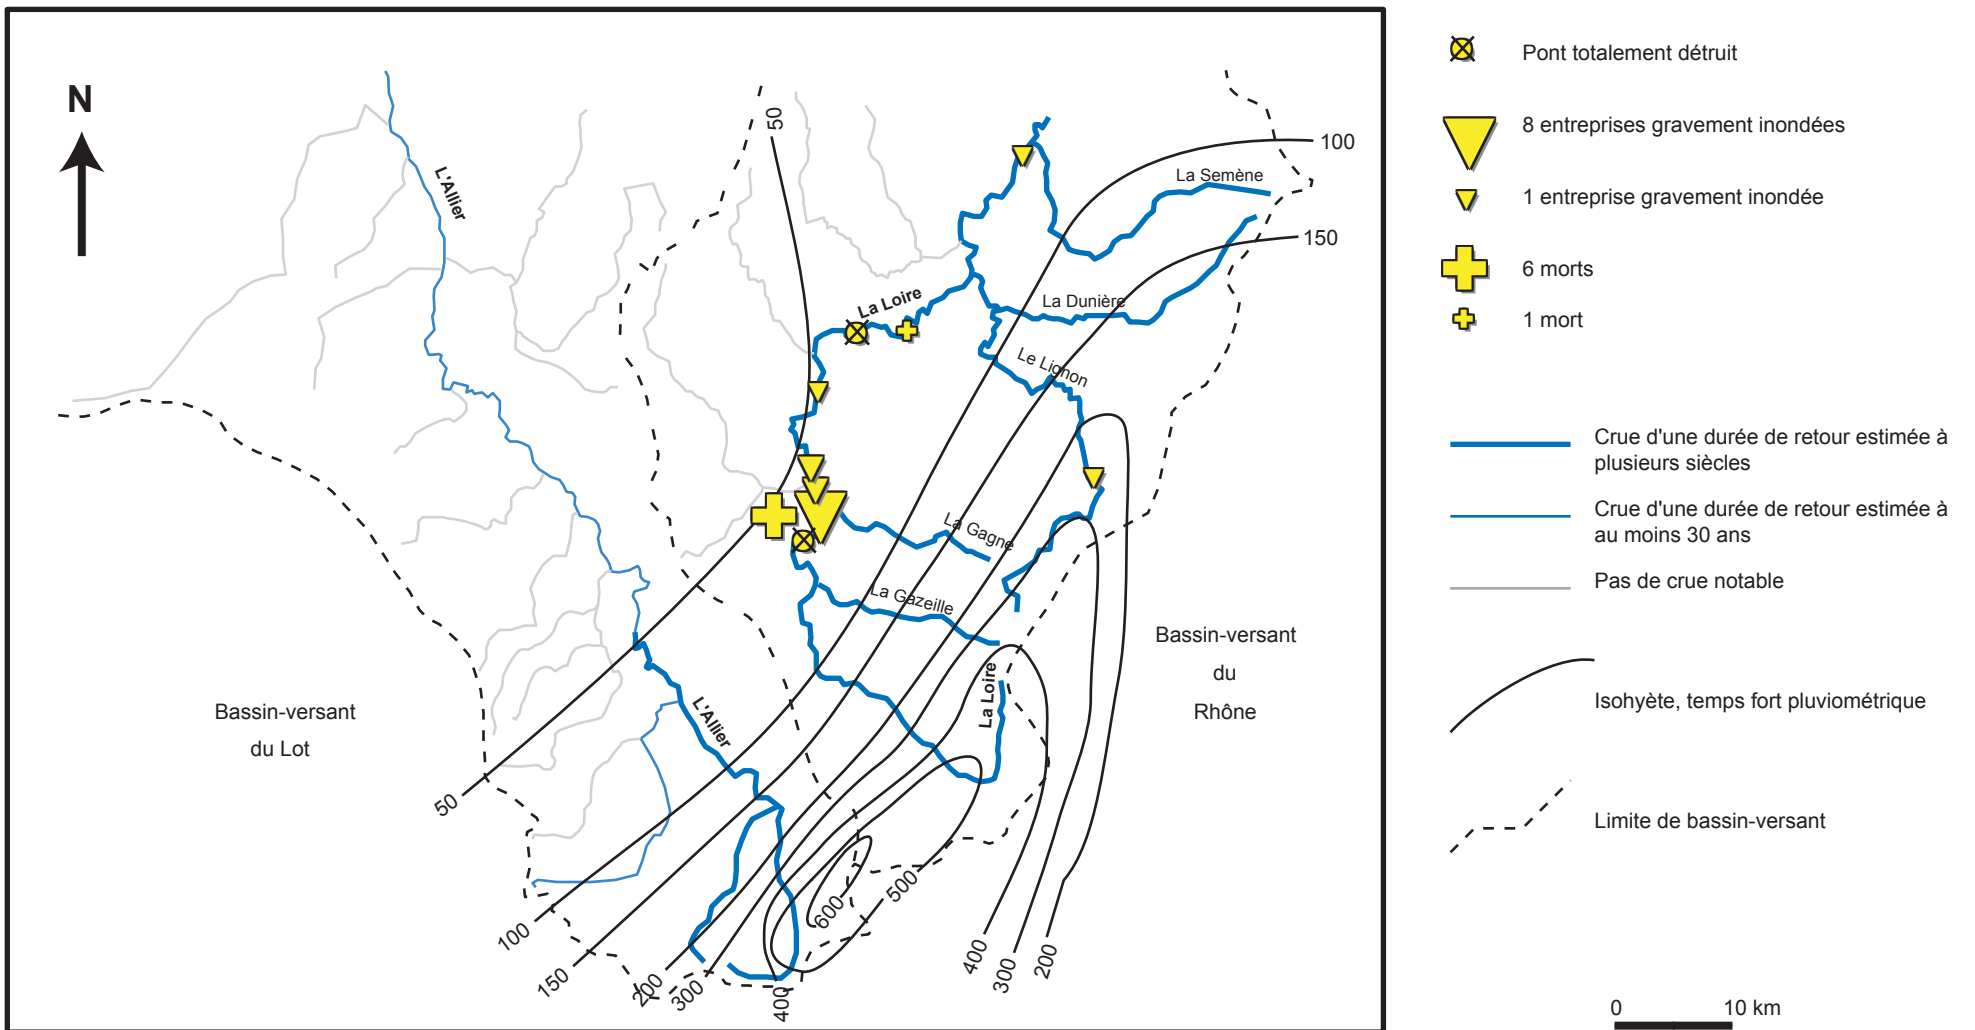 N
50
100
L'Allier
La Semène
150
La Loire
La Dunière
Le Lignon
La Gagne
La Gazeille
La Loire
L'Allier
Bassin-versant
du
Rhône
Bassin-versant
du Lot
50
100
150
200
300
400
600
500
400
300
200
Pont totalement détruit
8 entreprises gravement inondées
1 entreprise gravement inondée
6 morts
1 mort
Crue d'une durée de retour estimée à
plusieurs siècles
Crue d'une durée de retour estimée à
au moins 30 ans
Pas de crue notable
Isohyète, temps fort pluviométrique
Limite de bassin-versant
0 10 km